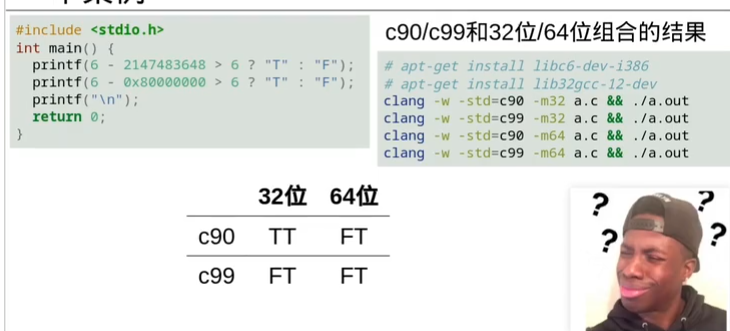 #include <stdio.h>
int main() {
  printf(6 - 2147483648 > 6 ? "T" : "F");
  printf(6 - 0x80000000 > 6 ? "T" : "F");
  printf("\n");
  return 0;
}
c90/c99和32位/64位组合的结果
# apt-get install libc6-dev-i386
# apt-get install lib32gcc-12-dev
clang -w -std=c90 -m32 a.c && ./a.out
clang -w -std=c99 -m32 a.c && ./a.out
clang -w -std=c90 -m64 a.c && ./a.out
clang -w -std=c99 -m64 a.c && ./a.out
32位 64位
c90 TT FT
c99 FT FT
? ?
? ?